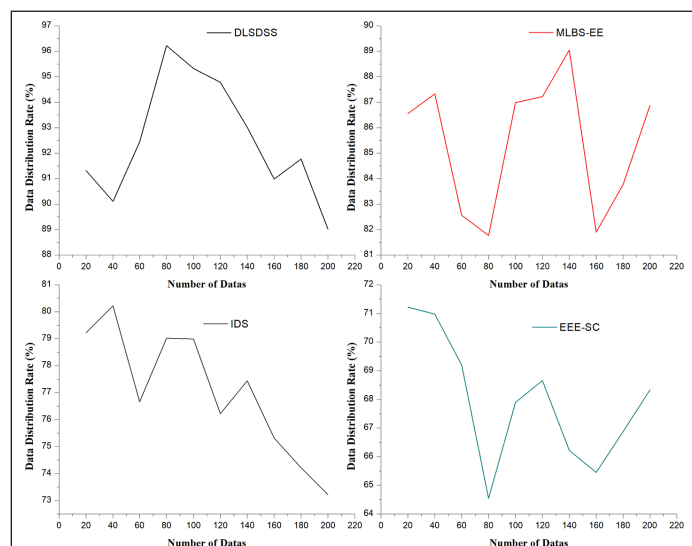 DLSDSS
Data Distribution Rate (%)
97
96
95
94
93
92
91
90
89
88
0 20 40 60 80 100 120 140 160 180 200 220
Number of Datas
MLBS-EE
Data Distribution Rate (%)
90
89
88
87
86
85
84
83
82
81
0 20 40 60 80 100 120 140 160 180 200 220
Number of Datas
IDS
Data Distribution Rate (%)
81
80
79
78
77
76
75
74
73
0 20 40 60 80 100 120 140 160 180 200 220
Number of Datas
EEE-SC
Data Distribution Rate (%)
72
71
70
69
68
67
66
65
64
0 20 40 60 80 100 120 140 160 180 200 220
Number of Datas